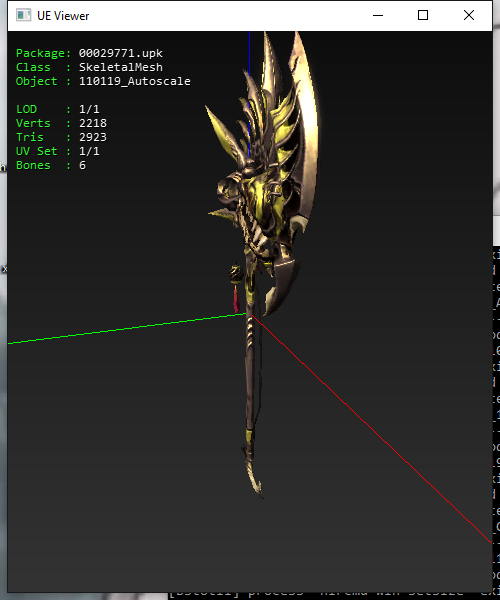 UE Viewer
Package: 00029771.upk
Class  : SkeletalMesh
Object : 110119_Autoscale
LOD    : 1/1
Verts  : 2218
Tris   : 2923
UV Set : 1/1
Bones  : 6